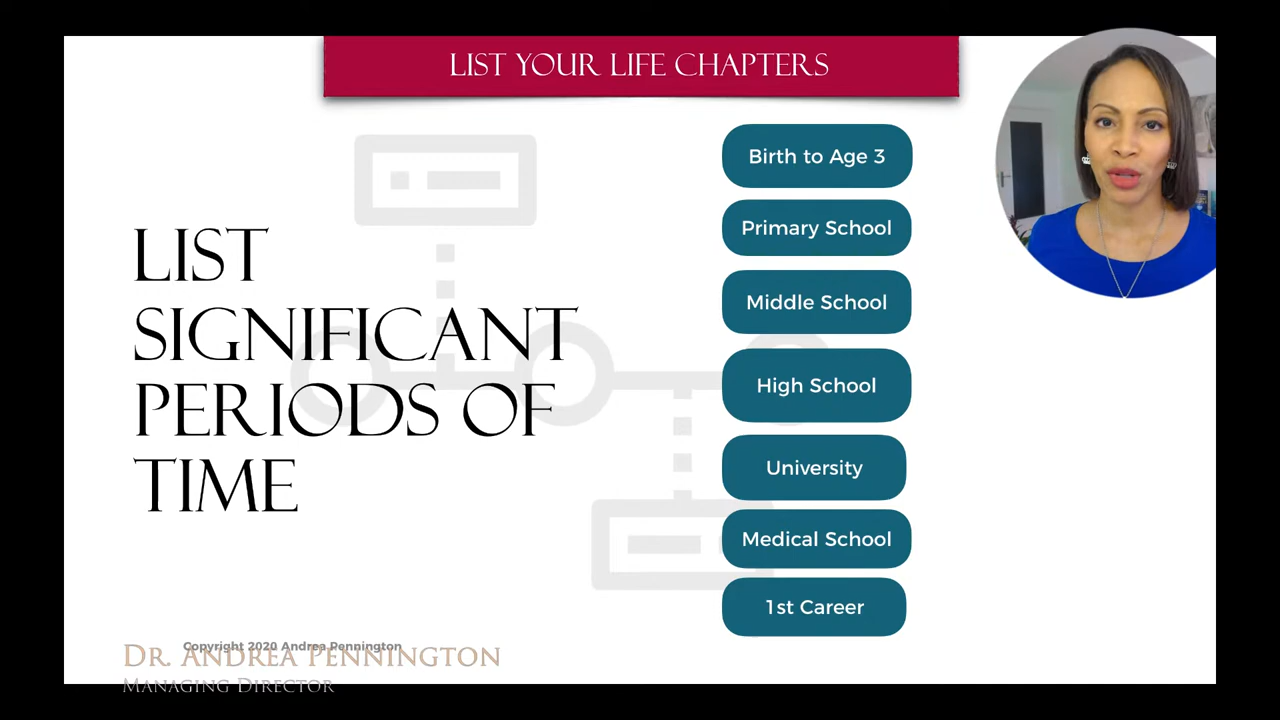 LIST YOUR LIFE CHAPTERS
LIST
SIGNIFICANT
PERIODS OF
TIME
Birth to Age 3
Primary School
Middle School
High School
University
Medical School
1st Career
Copyright 2020 Andrea Pennington
DR. ANDREA PENNINGTON
MANAGING DIRECTOR